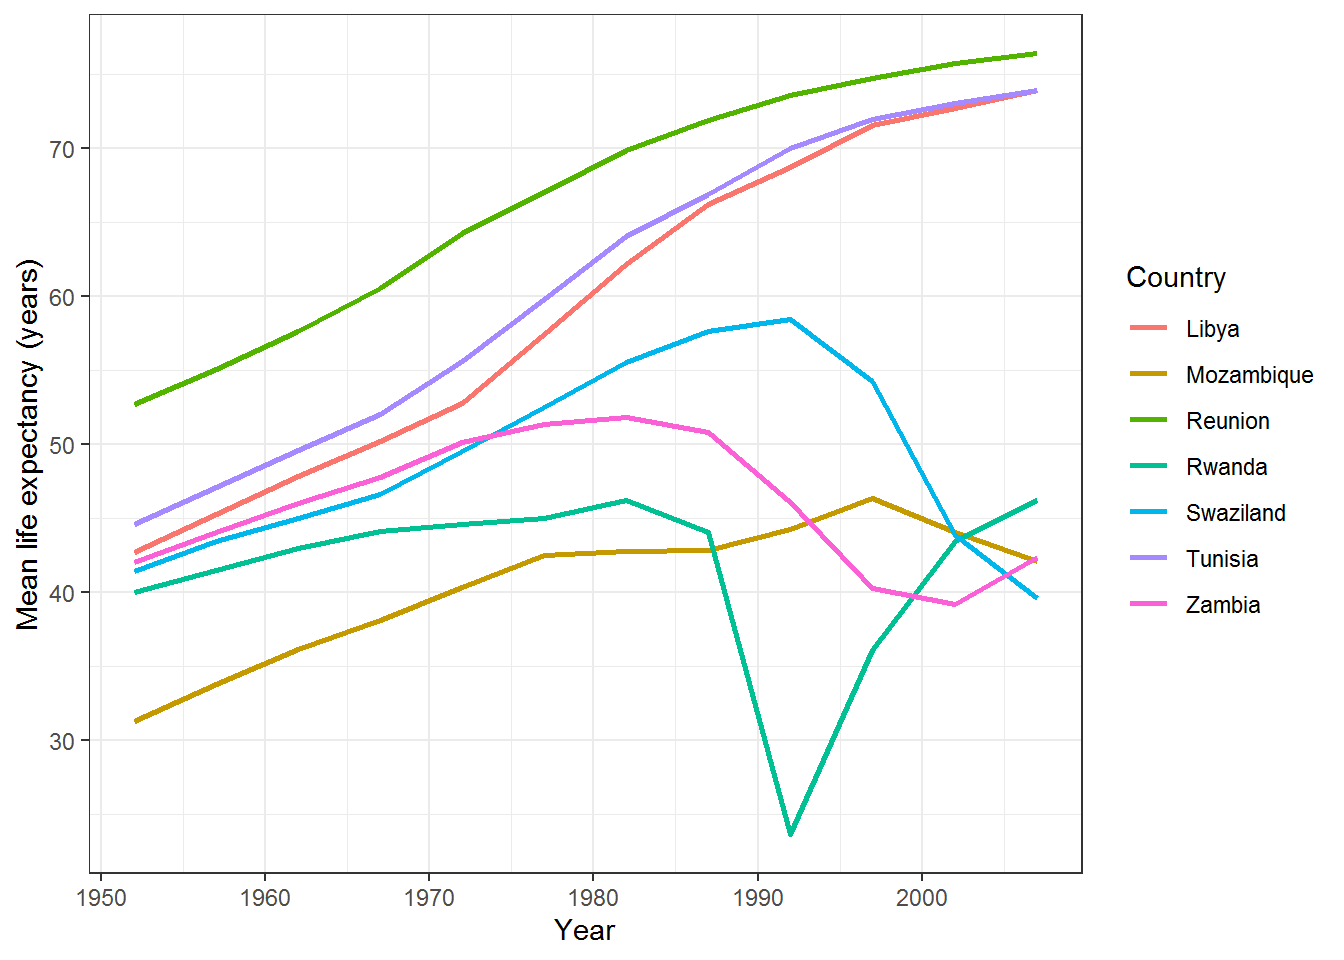 70
60
50
40
30
Mean life expectancy (years)
1950 1960 1970 1980 1990 2000
Year
Country
Libya
Mozambique
Reunion
Rwanda
Swaziland
Tunisia
Zambia